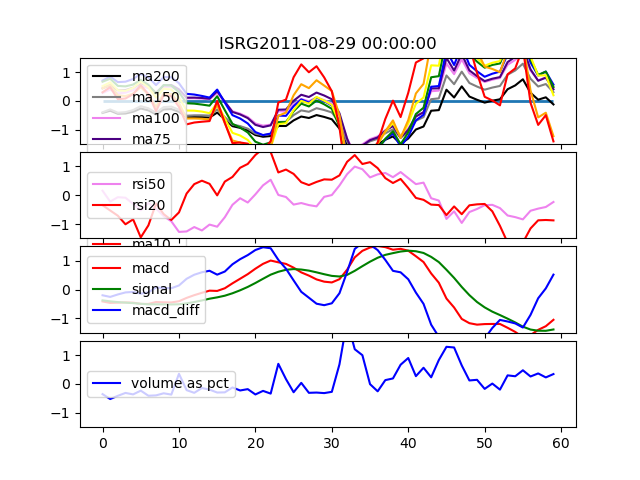 ISRG2011-08-29 00:00:00
1
0
−1
ma200
ma150
ma100
ma75
1
0
−1
rsi50
rsi20
ma10
1
0
−1
macd
signal
macd_diff
1
0
−1
volume as pct
0 10 20 30 40 50 60